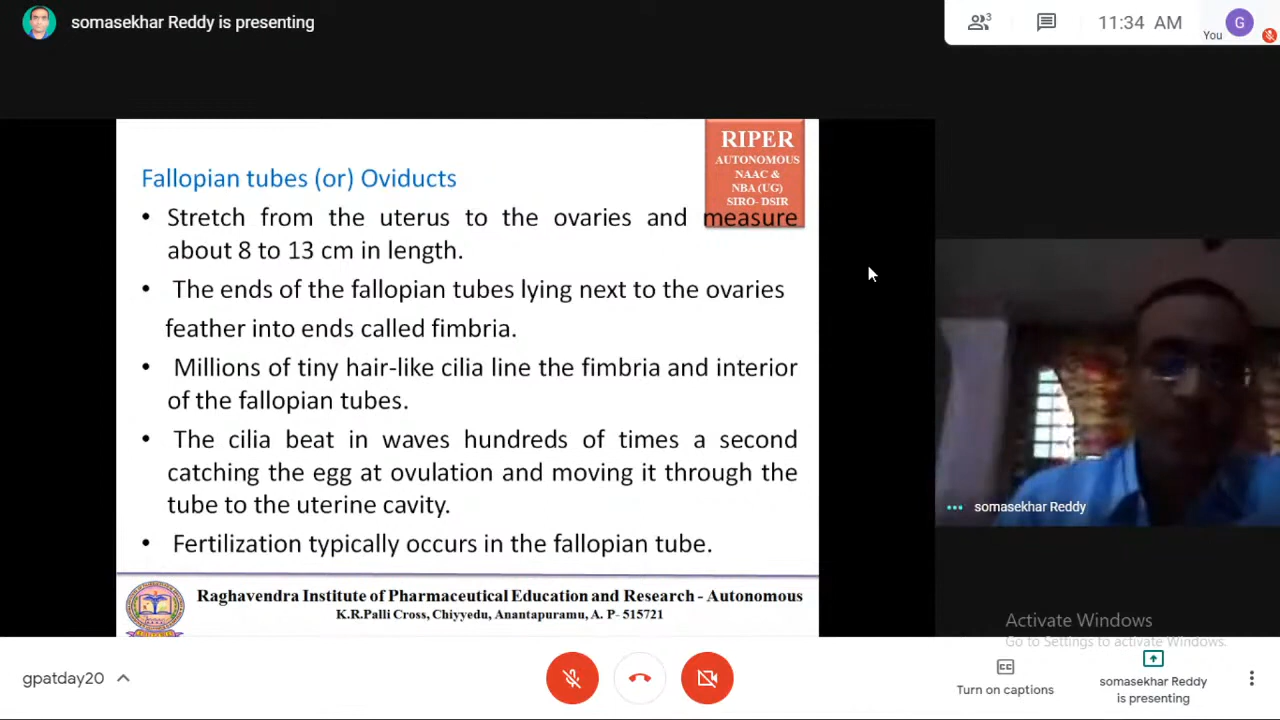 somasekhar Reddy is presenting
3
11:34 AM
You
G
RIPER
AUTONOMOUS
NAAC &
NBA (UG)
SIRO- DSIR
Fallopian tubes (or) Oviducts
• Stretch from the uterus to the ovaries and measure
about 8 to 13 cm in length.
• The ends of the fallopian tubes lying next to the ovaries
feather into ends called fimbria.
• Millions of tiny hair-like cilia line the fimbria and interior
of the fallopian tubes.
• The cilia beat in waves hundreds of times a second
catching the egg at ovulation and moving it through the
tube to the uterine cavity.
• Fertilization typically occurs in the fallopian tube.
Raghavendra Institute of Pharmaceutical Education and Research - Autonomous
K.R.Palli Cross, Chiyyedu, Anantapuramu, A. P- 515721
somasekhar Reddy
Activate Windows
Go to Settings to activate Windows.
gpatday20
CC
Turn on captions
somasekhar Reddy
is presenting